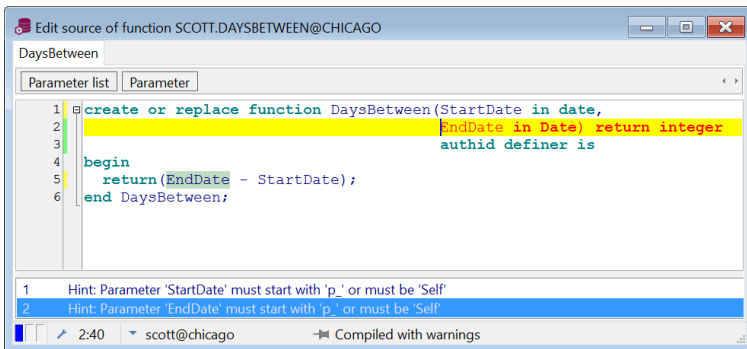 Edit source of function SCOTT.DAYSBETWEEN@CHICAGO
DaysBetween
Parameter list Parameter
1 create or replace function DaysBetween(StartDate in date,
2 EndDate in Date) return integer
3 authid definer is
4 begin
5 return(EndDate - StartDate);
6 end DaysBetween;
1 Hint: Parameter 'StartDate' must start with 'p_' or must be 'Self'
2 Hint: Parameter 'EndDate' must start with 'p_' or must be 'Self'
2:40 scott@chicago Compiled with warnings